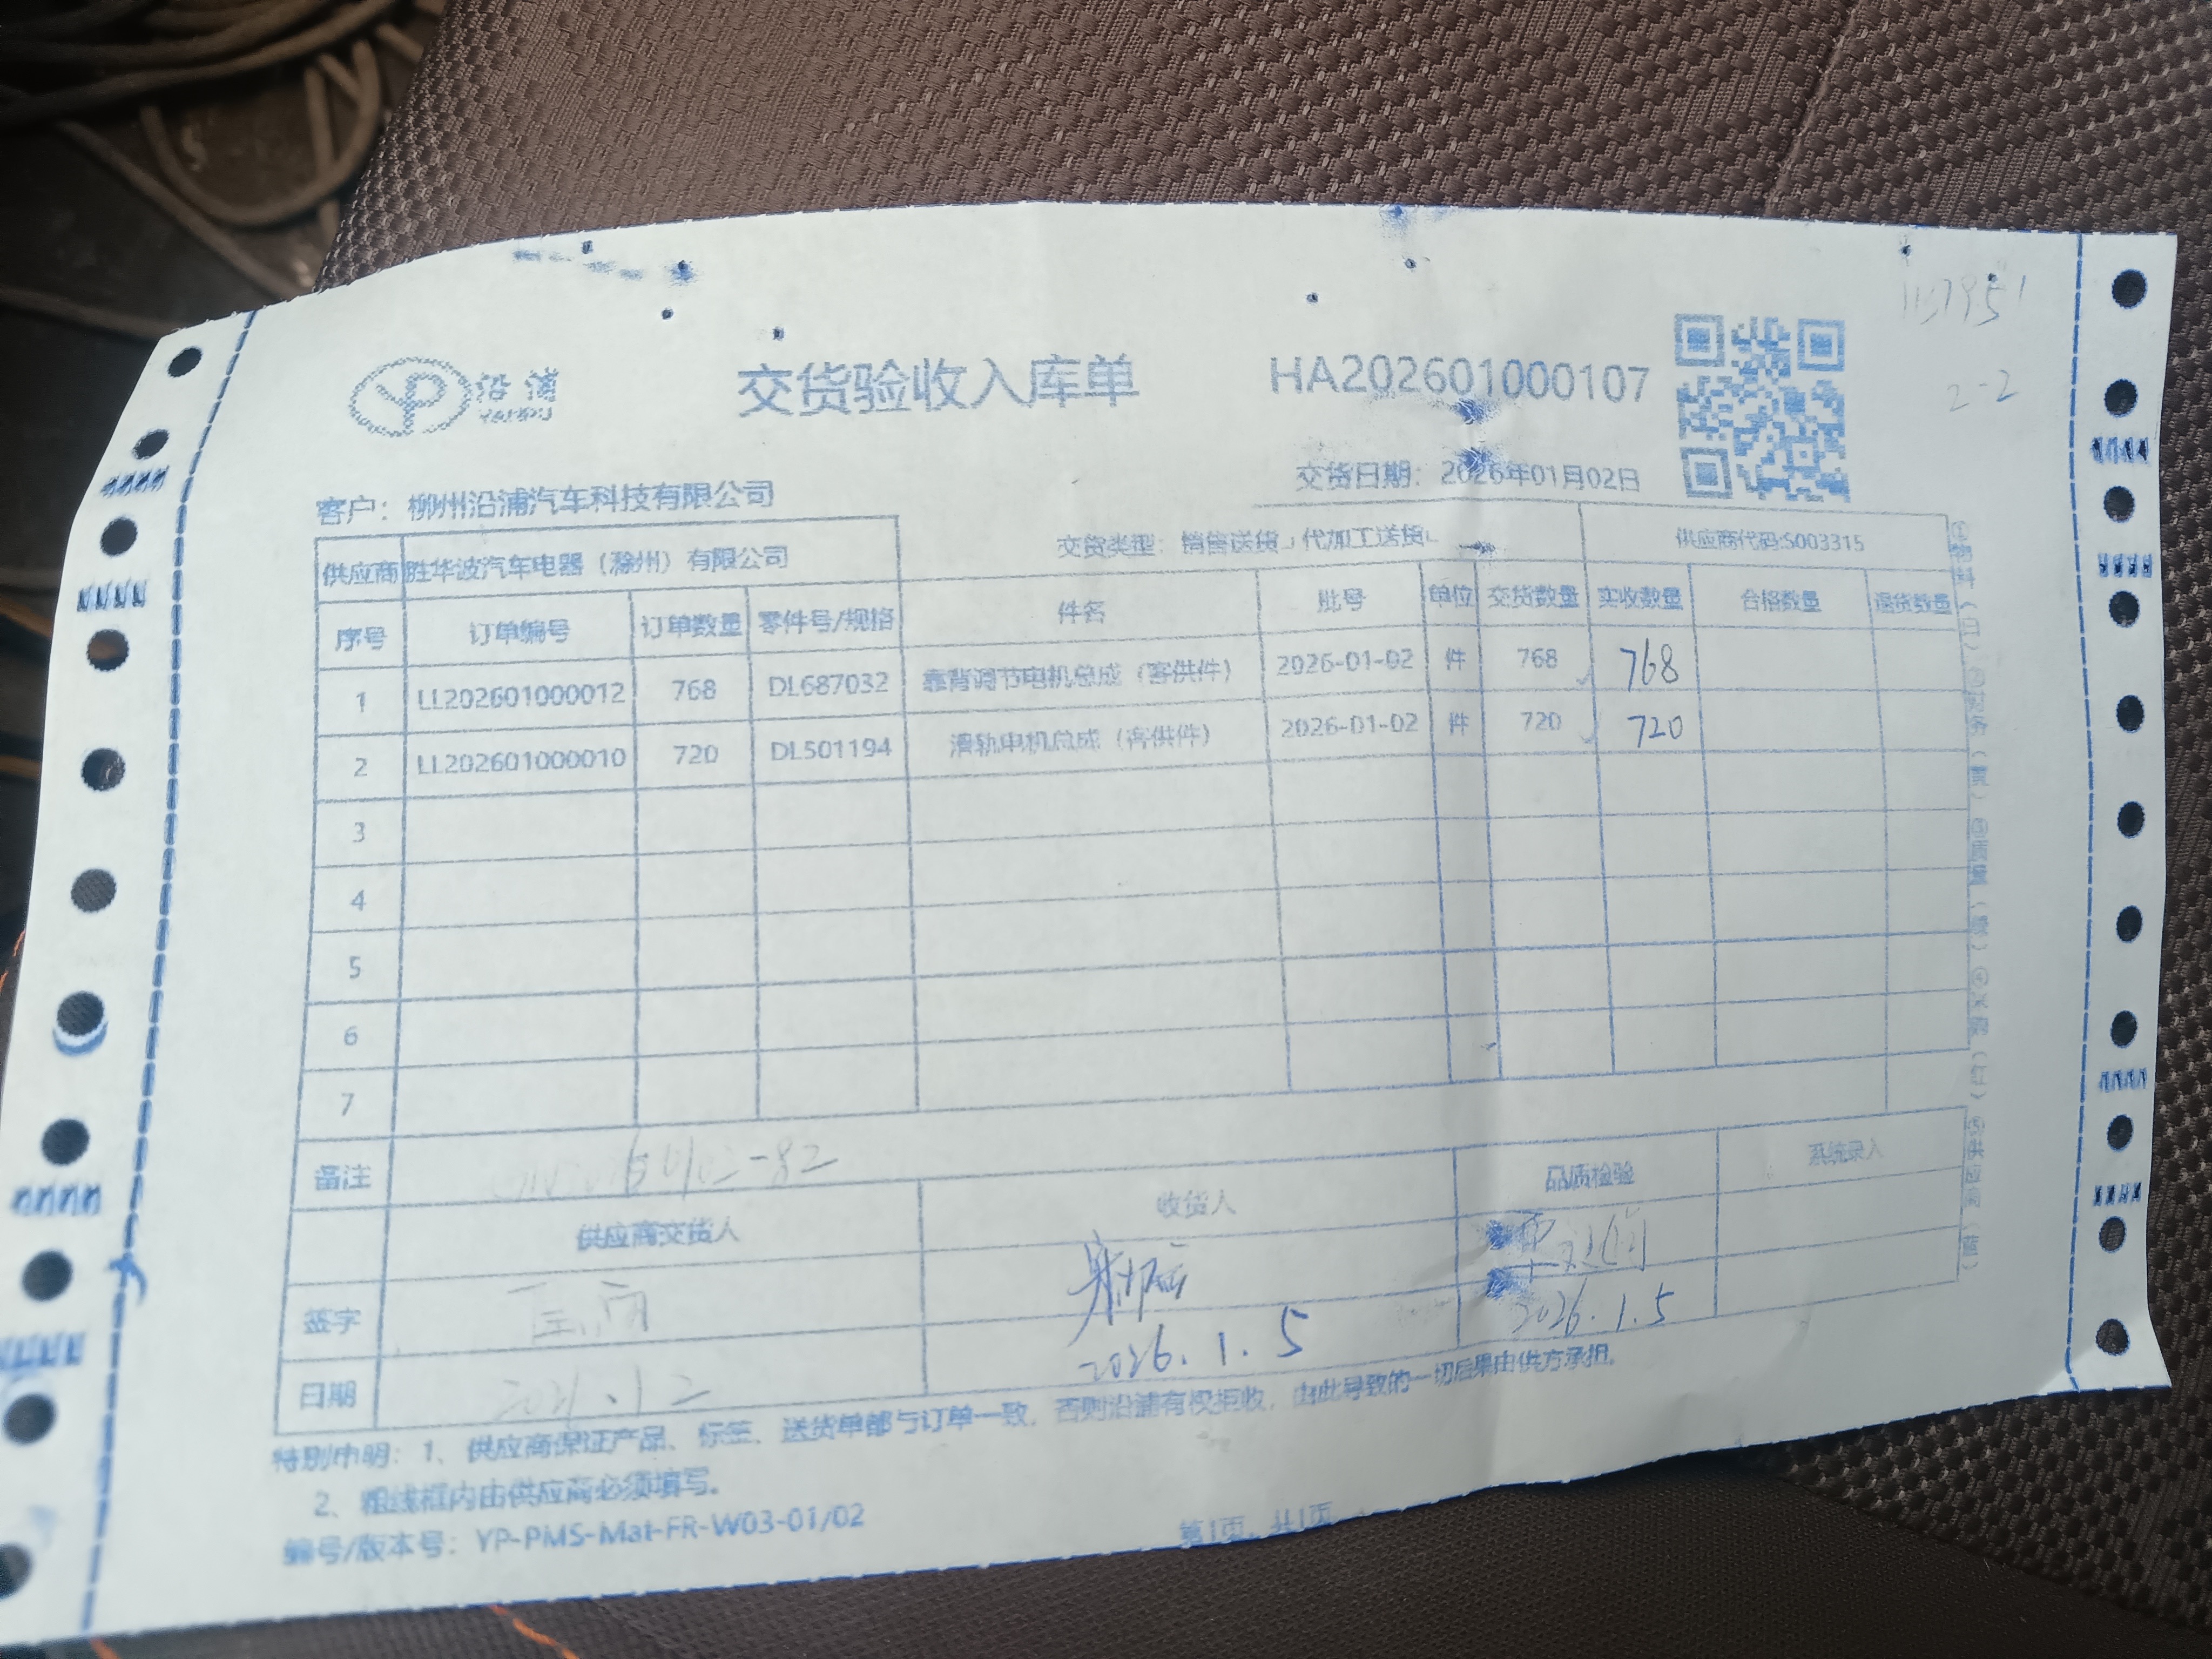 沿浦
YANPU
交货验收入库单
HA202601000107
2-2
交货日期：2026年01月02日
客户：柳州沿浦汽车科技有限公司
供应商 胜华波汽车电器（滁州）有限公司 交货类型：销售送货 代加工送货 供应商代码:S003315
序号 订单编号 订单数量 零件号/规格 件名 批号 单位 交货数量 实收数量 合格数量 退货数量
1 LL202601000012 768 DL687032 靠背调节电机总成（客供件） 2026-01-02 件 768 768
2 LL202601000010 720 DL501194 滑轨电机总成（客供件） 2026-01-02 件 720 720
3
4
5
6
7
备注
供应商交货人 收货人 品质检验 系统录入
签字
日期 2026.1.5 2026.1.5
特别申明：1、供应商保证产品、标签、送货单都与订单一致，否则沿浦有权拒收，由此导致的一切后果由供方承担。
2、粗线框内由供应商必须填写。
编号/版本号：YP-PMS-Mat-FR-W03-01/02
第1页，共1页